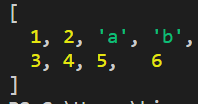 [
  1, 2, 'a', 'b',
  3, 4, 5,    6
]